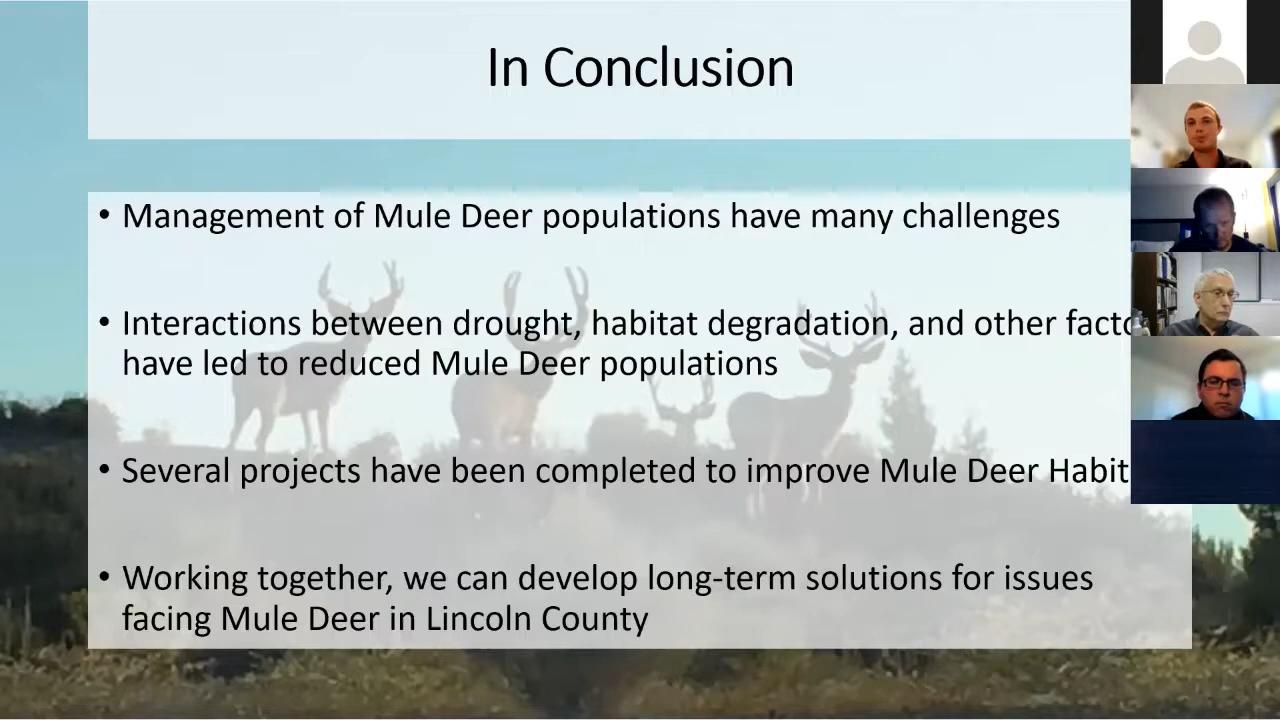 In Conclusion
• Management of Mule Deer populations have many challenges
• Interactions between drought, habitat degradation, and other facto
have led to reduced Mule Deer populations
• Several projects have been completed to improve Mule Deer Habit
• Working together, we can develop long-term solutions for issues
facing Mule Deer in Lincoln County